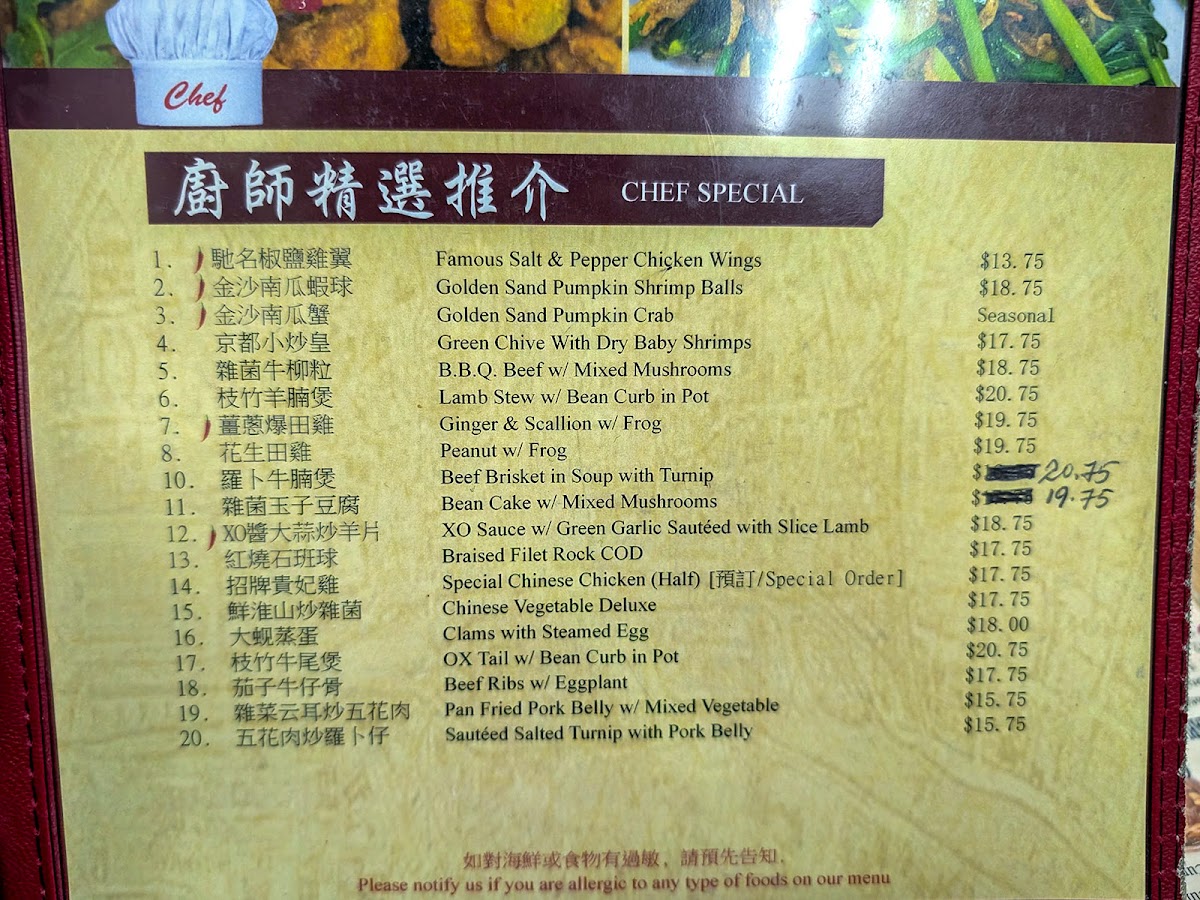 Chef
廚師精選推介 CHEF SPECIAL
1. 馳名椒鹽雞翼 Famous Salt & Pepper Chicken Wings $13.75
2. 金沙南瓜蝦球 Golden Sand Pumpkin Shrimp Balls $18.75
3. 金沙南瓜蟹 Golden Sand Pumpkin Crab Seasonal
4. 京都小炒皇 Green Chive With Dry Baby Shrimps $17.75
5. 雜菌牛柳粒 B.B.Q. Beef w/ Mixed Mushrooms $18.75
6. 枝竹羊腩煲 Lamb Stew w/ Bean Curb in Pot $20.75
7. 薑蔥爆田雞 Ginger & Scallion w/ Frog $19.75
8. 花生田雞 Peanut w/ Frog $19.75
10. 羅卜牛腩煲 Beef Brisket in Soup with Turnip $ 20.75
11. 雜菌玉子豆腐 Bean Cake w/ Mixed Mushrooms $ 19.75
12. XO醬大蒜炒羊片 XO Sauce w/ Green Garlic Sautéed with Slice Lamb $18.75
13. 紅燒石班球 Braised Filet Rock COD $17.75
14. 招牌貴妃雞 Special Chinese Chicken (Half) [預訂/Special Order] $17.75
15. 鮮淮山炒雜菌 Chinese Vegetable Deluxe $17.75
16. 大蜆蒸蛋 Clams with Steamed Egg $18.00
17. 枝竹牛尾煲 OX Tail w/ Bean Curb in Pot $20.75
18. 茄子牛仔骨 Beef Ribs w/ Eggplant $17.75
19. 雜菜云耳炒五花肉 Pan Fried Pork Belly w/ Mixed Vegetable $15.75
20. 五花肉炒羅卜仔 Sautéed Salted Turnip with Pork Belly $15.75
如對海鮮或食物有過敏，請預先告知.
Please notify us if you are allergic to any type of foods on our menu